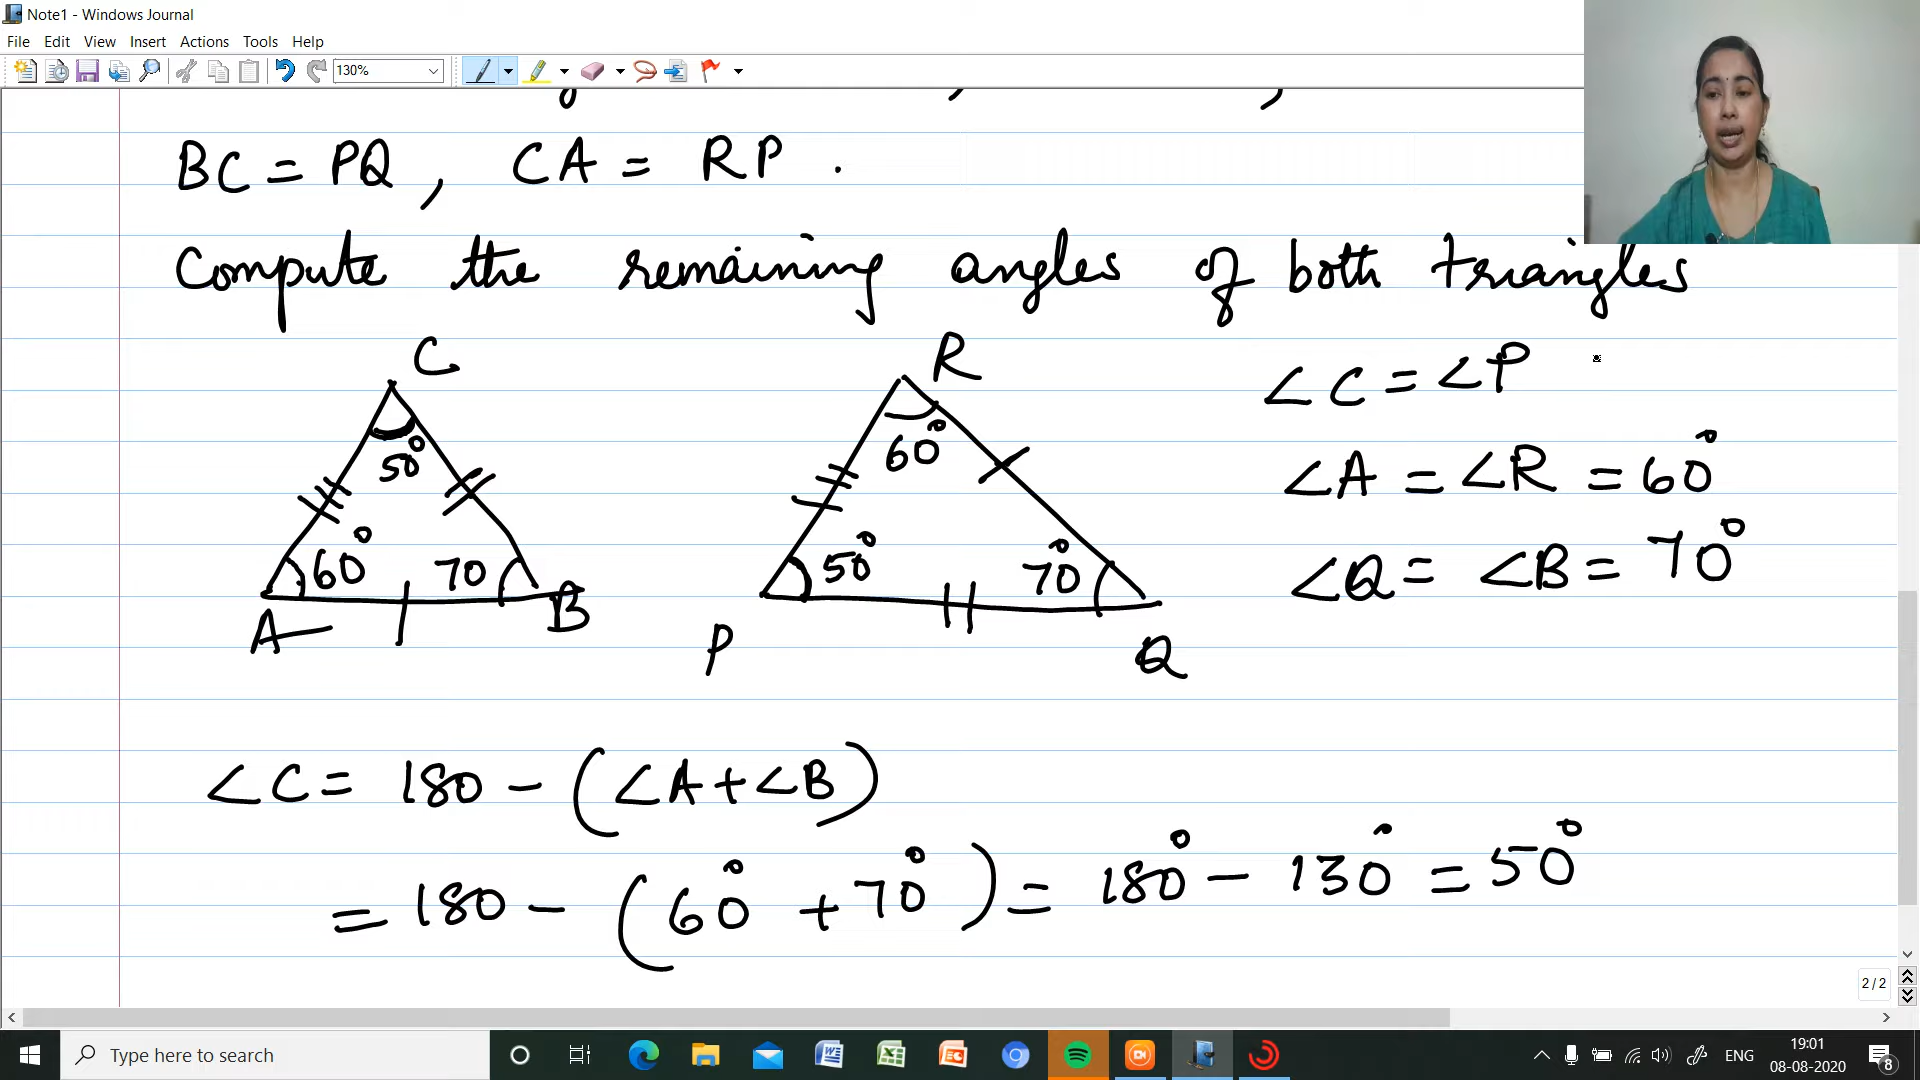 Note1 - Windows Journal
File Edit View Insert Actions Tools Help
130%
BC = PQ, CA = RP.
Compute the remaining angles of both triangles
C
R
∠C = ∠P
50°
60°
∠A = ∠R = 60°
60° 70
50° 70°
∠Q = ∠B = 70°
A B
P Q
∠C = 180 - (∠A + ∠B)
= 180 - (60° + 70°) = 180° - 130° = 50°
2 / 2
Type here to search
ENG
19:01
08-08-2020
8